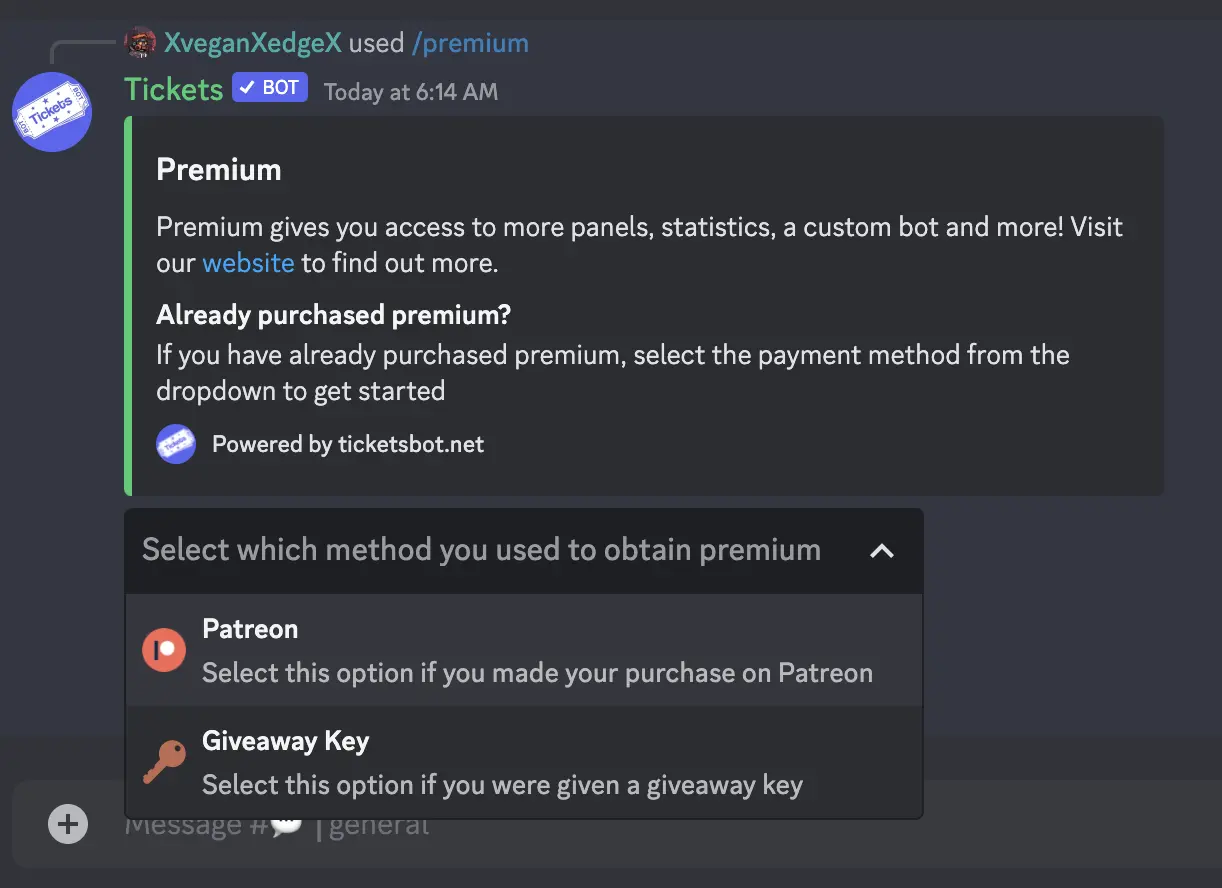 XveganXedgeX used /premium
Tickets BOT Today at 6:14 AM
Tickets
BOT
BOT
Premium
Premium gives you access to more panels, statistics, a custom bot and more! Visit
our website to find out more.
Already purchased premium?
If you have already purchased premium, select the payment method from the
dropdown to get started
Tickets
Powered by ticketsbot.net
Select which method you used to obtain premium
Patreon
Select this option if you made your purchase on Patreon
Giveaway Key
Select this option if you were given a giveaway key
Message #💬 | general